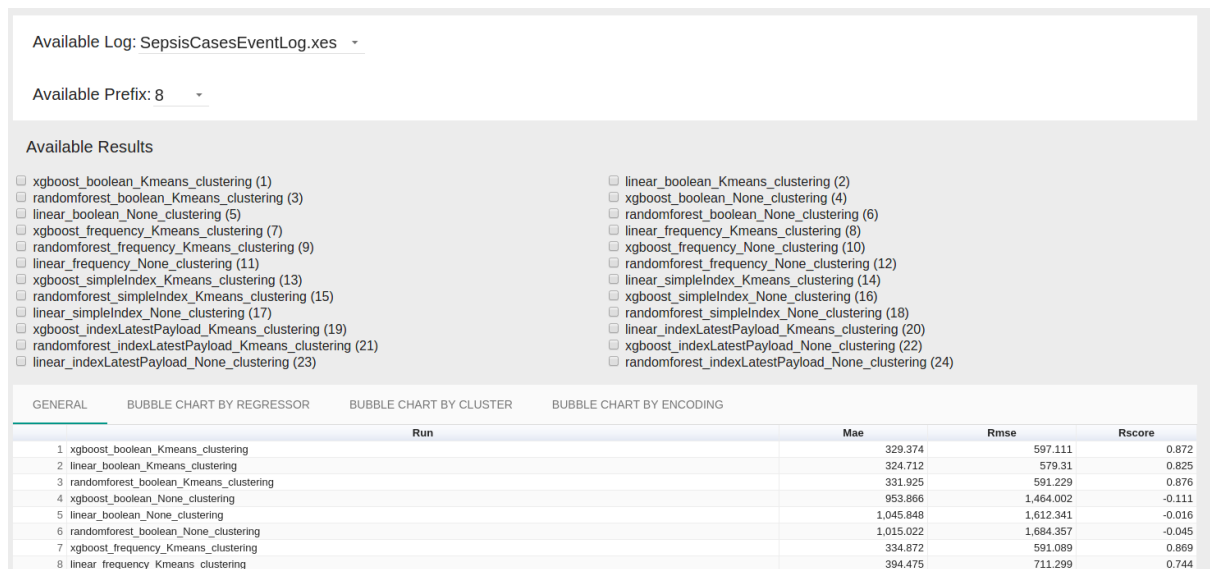 Available Log: SepsisCasesEventLog.xes
Available Prefix: 8
Available Results
xgboost_boolean_Kmeans_clustering (1) linear_boolean_Kmeans_clustering (2)
randomforest_boolean_Kmeans_clustering (3) xgboost_boolean_None_clustering (4)
linear_boolean_None_clustering (5) randomforest_boolean_None_clustering (6)
xgboost_frequency_Kmeans_clustering (7) linear_frequency_Kmeans_clustering (8)
randomforest_frequency_Kmeans_clustering (9) xgboost_frequency_None_clustering (10)
linear_frequency_None_clustering (11) randomforest_frequency_None_clustering (12)
xgboost_simpleIndex_Kmeans_clustering (13) linear_simpleIndex_Kmeans_clustering (14)
randomforest_simpleIndex_Kmeans_clustering (15) xgboost_simpleIndex_None_clustering (16)
linear_simpleIndex_None_clustering (17) randomforest_simpleIndex_None_clustering (18)
xgboost_indexLatestPayload_Kmeans_clustering (19) linear_indexLatestPayload_Kmeans_clustering (20)
randomforest_indexLatestPayload_Kmeans_clustering (21) xgboost_indexLatestPayload_None_clustering (22)
linear_indexLatestPayload_None_clustering (23) randomforest_indexLatestPayload_None_clustering (24)
GENERAL BUBBLE CHART BY REGRESSOR BUBBLE CHART BY CLUSTER BUBBLE CHART BY ENCODING
Run Mae Rmse Rscore
1 xgboost_boolean_Kmeans_clustering 329.374 597.111 0.872
2 linear_boolean_Kmeans_clustering 324.712 579.31 0.825
3 randomforest_boolean_Kmeans_clustering 331.925 591.229 0.876
4 xgboost_boolean_None_clustering 953.866 1,464.002 -0.111
5 linear_boolean_None_clustering 1,045.848 1,612.341 -0.016
6 randomforest_boolean_None_clustering 1,015.022 1,684.357 -0.045
7 xgboost_frequency_Kmeans_clustering 334.872 591.089 0.869
8 linear_frequency_Kmeans_clustering 394.475 711.299 0.744